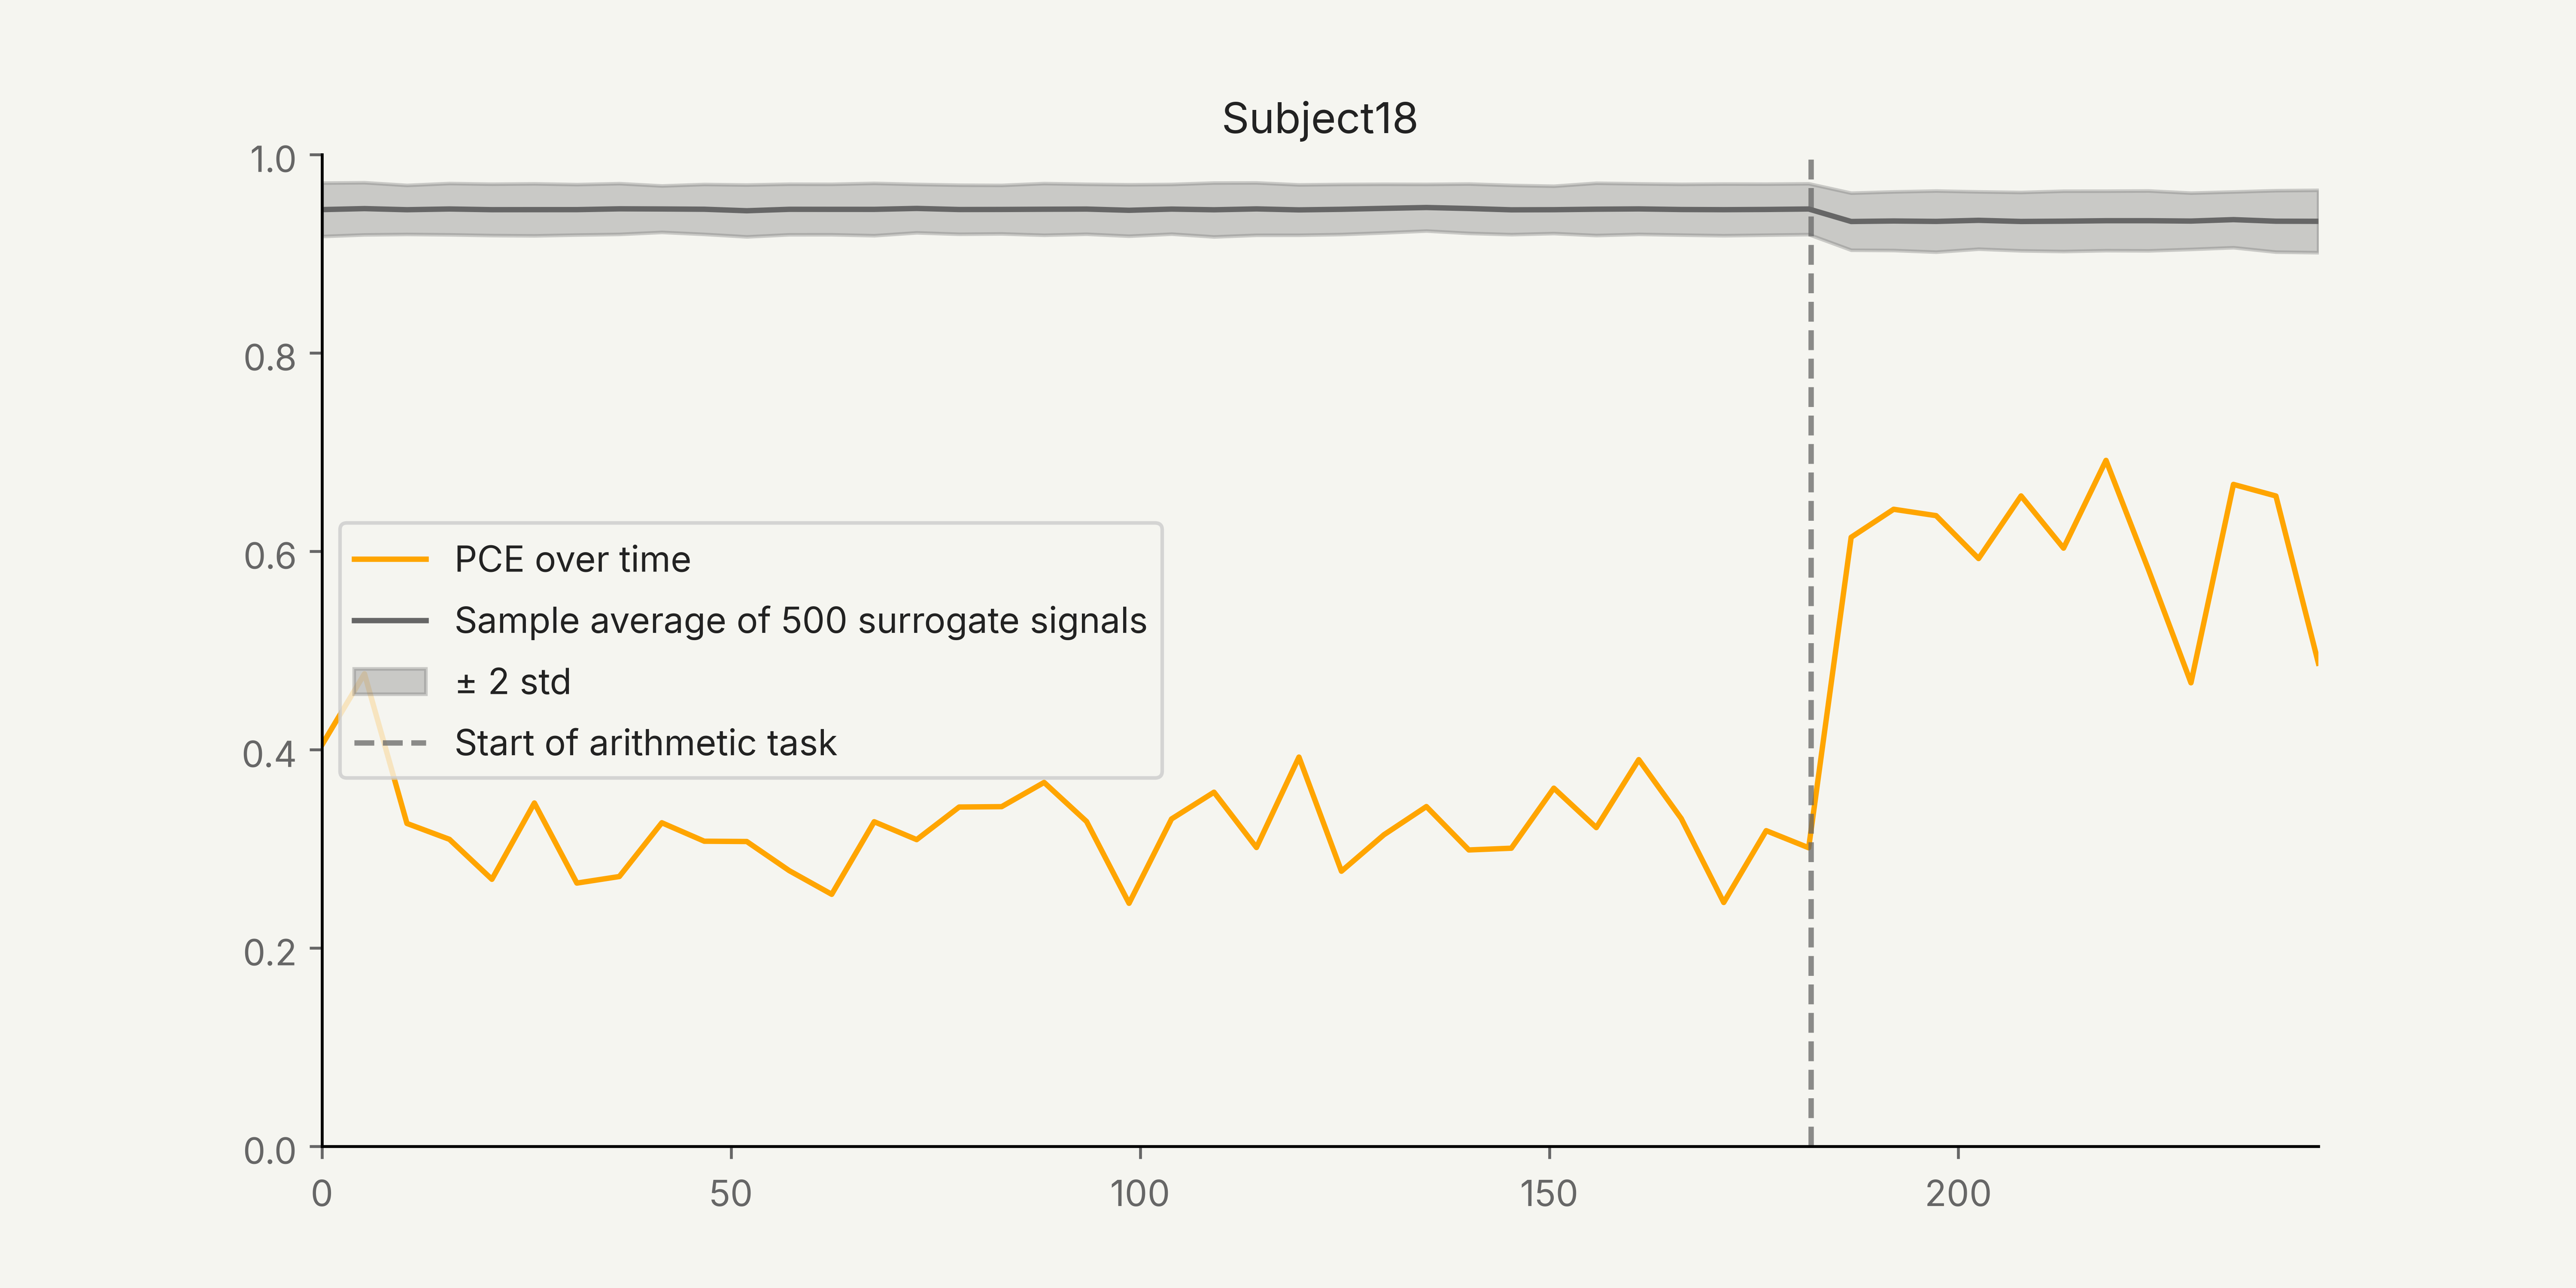 Subject18
1.0
0.8
0.6
0.4
0.2
0.0
PCE over time
Sample average of 500 surrogate signals
± 2 std
Start of arithmetic task
0 50 100 150 200